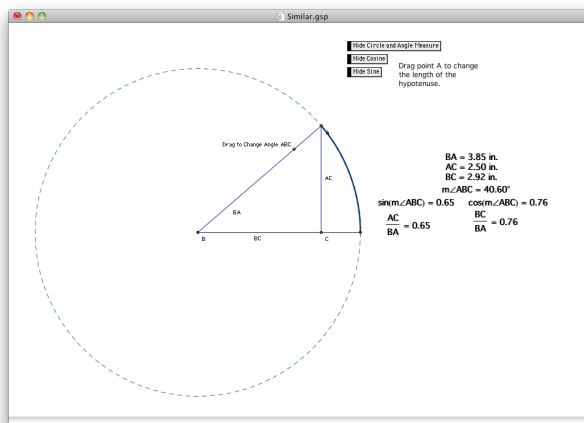 Similar.gsp
Hide Circle and Angle Measure
Hide Cosine
Hide Sine
Drag point A to change
the length of the
hypotenuse.
Drag to Change Angle ABC
A
AC
BA
B
BC
C
BA = 3.85 in.
AC = 2.50 in.
BC = 2.92 in.
m∠ABC = 40.60°
sin(m∠ABC) = 0.65 cos(m∠ABC) = 0.76
AC
BA = 0.65
BC
BA = 0.76